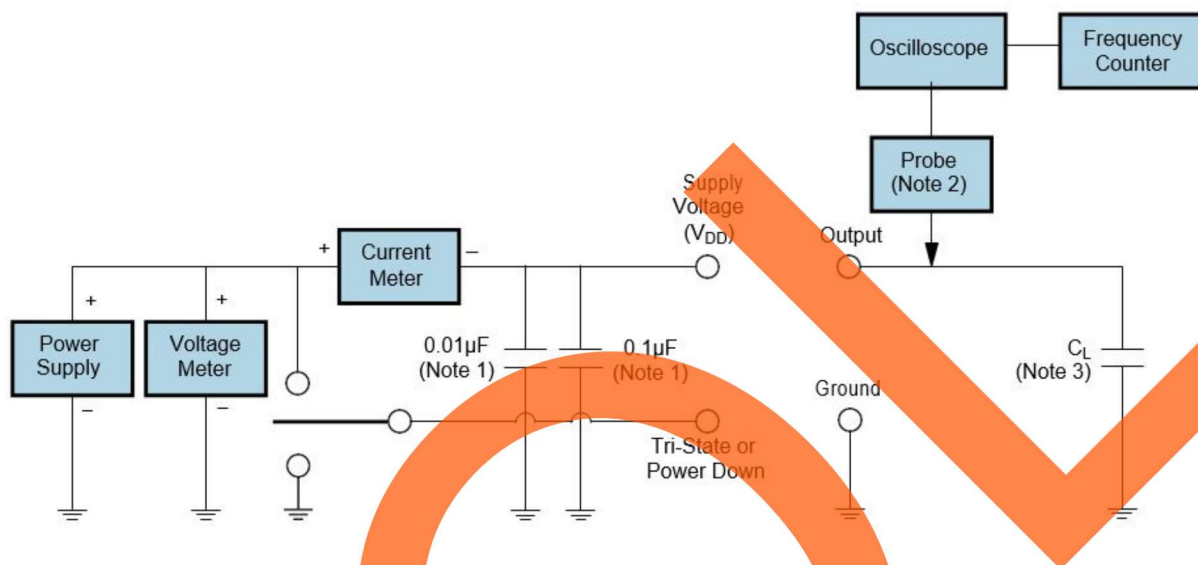 Oscilloscope
Frequency
Counter
Probe
(Note 2)
Supply
Voltage
(VDD)
Output
+
Current
Meter
–
+
Power
Supply
–
+
Voltage
Meter
–
0.01µF
(Note 1)
0.1µF
(Note 1)
CL
(Note 3)
Ground
Tri-State or
Power Down